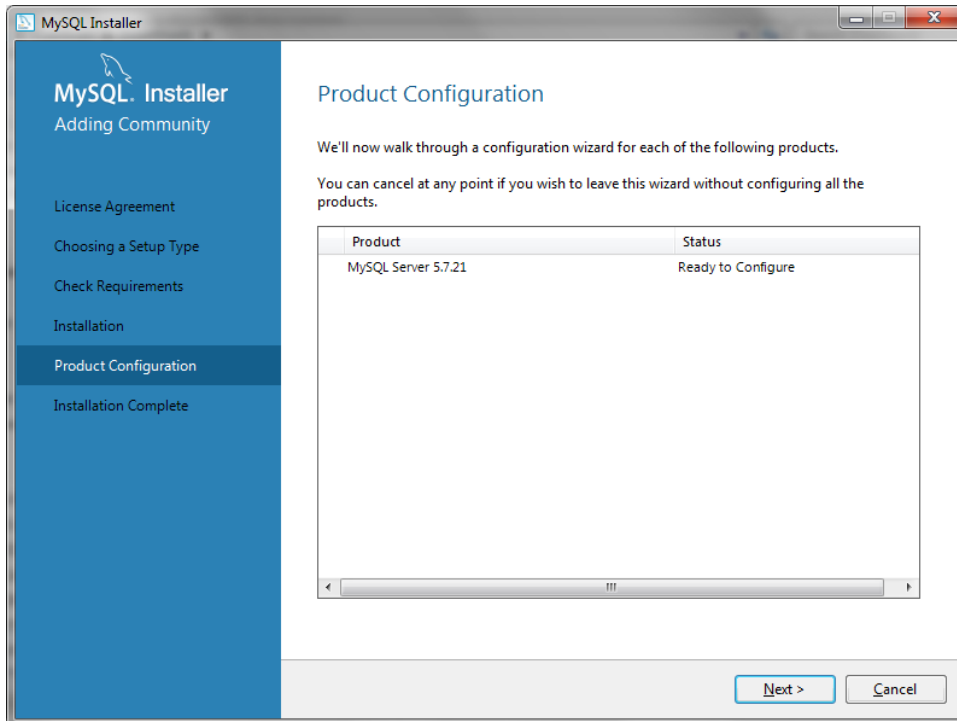 MySQL Installer
MySQL. Installer
Adding Community
License Agreement
Choosing a Setup Type
Check Requirements
Installation
Product Configuration
Installation Complete
Product Configuration
We'll now walk through a configuration wizard for each of the following products.
You can cancel at any point if you wish to leave this wizard without configuring all the
products.
Product Status
MySQL Server 5.7.21 Ready to Configure
Next > Cancel